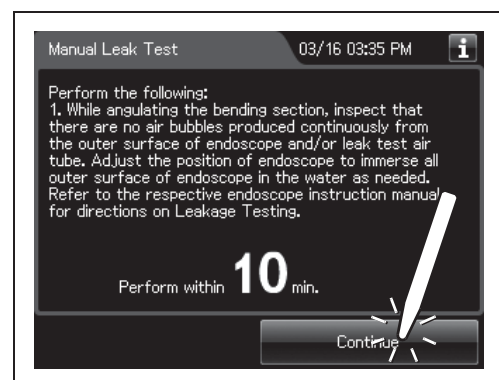 Manual Leak Test 03/16 03:35 PM i
Perform the following:
1. While angulating the bending section, inspect that
there are no air bubbles produced continuously from
the outer surface of endoscope and/or leak test air
tube. Adjust the position of endoscope to immerse all
outer surface of endoscope in the water as needed.
Refer to the respective endoscope instruction manual
for directions on Leakage Testing.
Perform within 10 min.
Continue